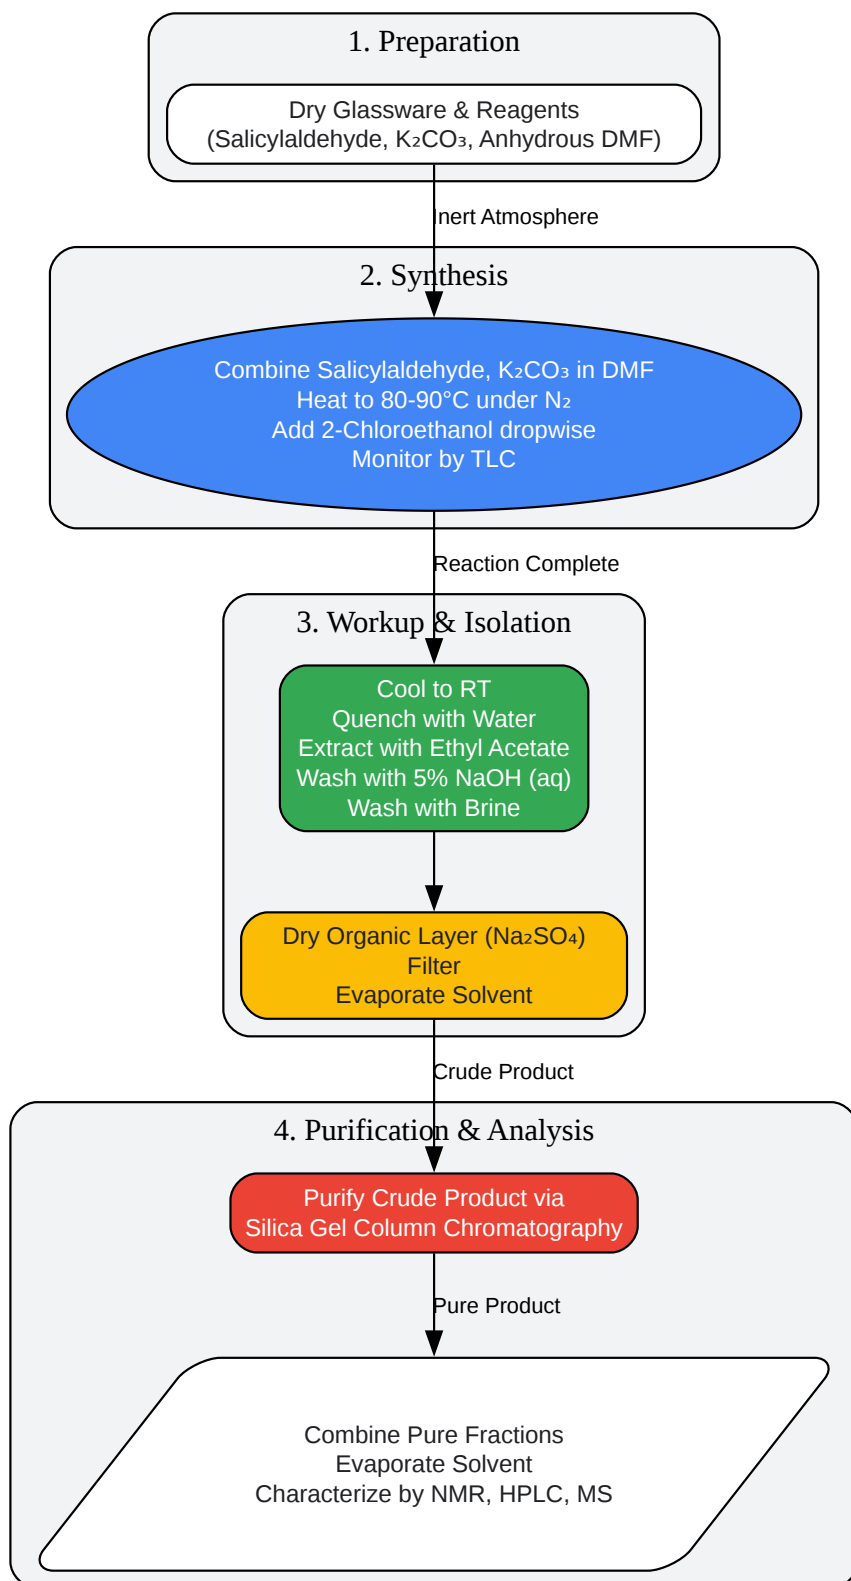 1. Preparation
Dry Glassware & Reagents
(Salicylaldehyde, K₂CO₃, Anhydrous DMF)
Inert Atmosphere
2. Synthesis
Combine Salicylaldehyde, K₂CO₃ in DMF
Heat to 80-90°C under N₂
Add 2-Chloroethanol dropwise
Monitor by TLC
Reaction Complete
3. Workup & Isolation
Cool to RT
Quench with Water
Extract with Ethyl Acetate
Wash with 5% NaOH (aq)
Wash with Brine
Dry Organic Layer (Na₂SO₄)
Filter
Evaporate Solvent
Crude Product
4. Purification & Analysis
Purify Crude Product via
Silica Gel Column Chromatography
Pure Product
Combine Pure Fractions
Evaporate Solvent
Characterize by NMR, HPLC, MS